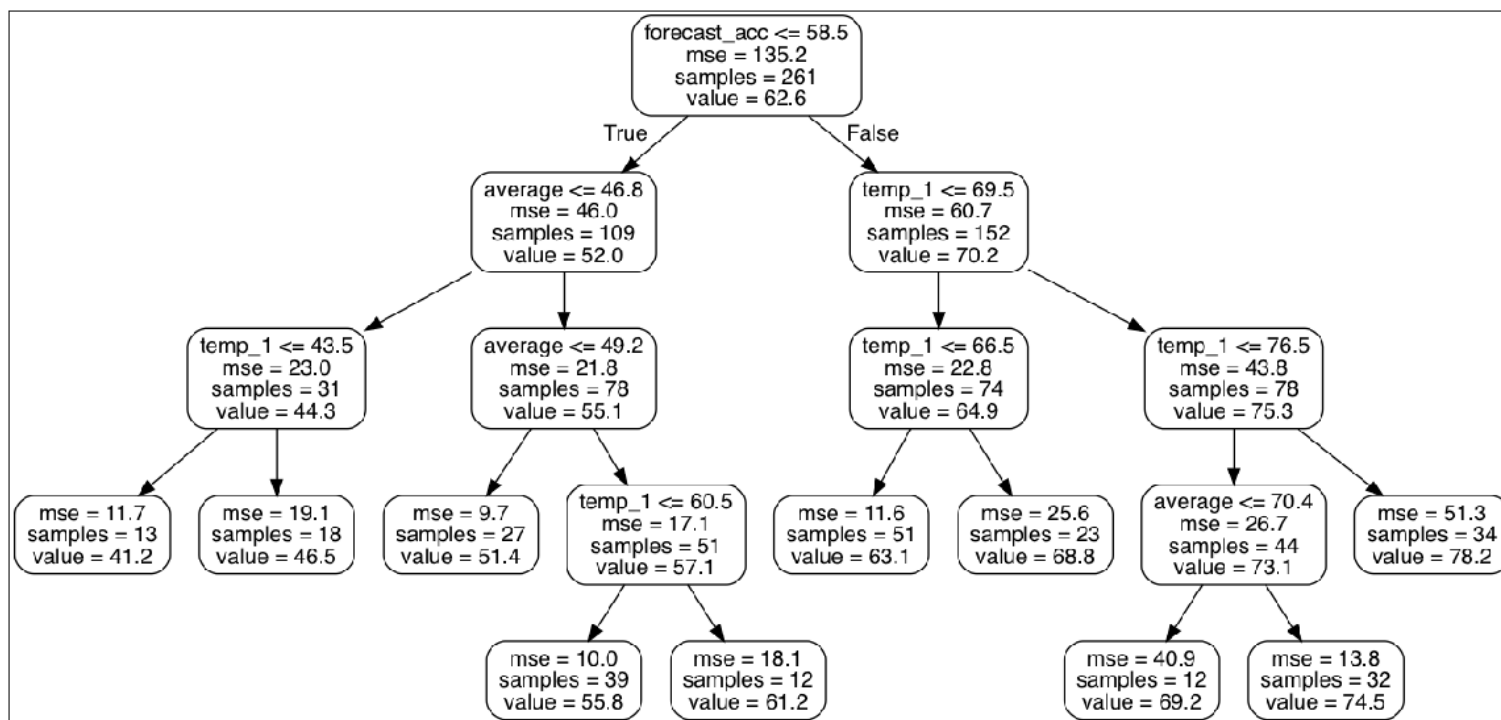 forecast_acc <= 58.5
mse = 135.2
samples = 261
value = 62.6
True
False
average <= 46.8
mse = 46.0
samples = 109
value = 52.0
temp_1 <= 69.5
mse = 60.7
samples = 152
value = 70.2
temp_1 <= 43.5
mse = 23.0
samples = 31
value = 44.3
average <= 49.2
mse = 21.8
samples = 78
value = 55.1
temp_1 <= 66.5
mse = 22.8
samples = 74
value = 64.9
temp_1 <= 76.5
mse = 43.8
samples = 78
value = 75.3
mse = 11.7
samples = 13
value = 41.2
mse = 19.1
samples = 18
value = 46.5
mse = 9.7
samples = 27
value = 51.4
temp_1 <= 60.5
mse = 17.1
samples = 51
value = 57.1
mse = 11.6
samples = 51
value = 63.1
mse = 25.6
samples = 23
value = 68.8
average <= 70.4
mse = 26.7
samples = 44
value = 73.1
mse = 51.3
samples = 34
value = 78.2
mse = 10.0
samples = 39
value = 55.8
mse = 18.1
samples = 12
value = 61.2
mse = 40.9
samples = 12
value = 69.2
mse = 13.8
samples = 32
value = 74.5